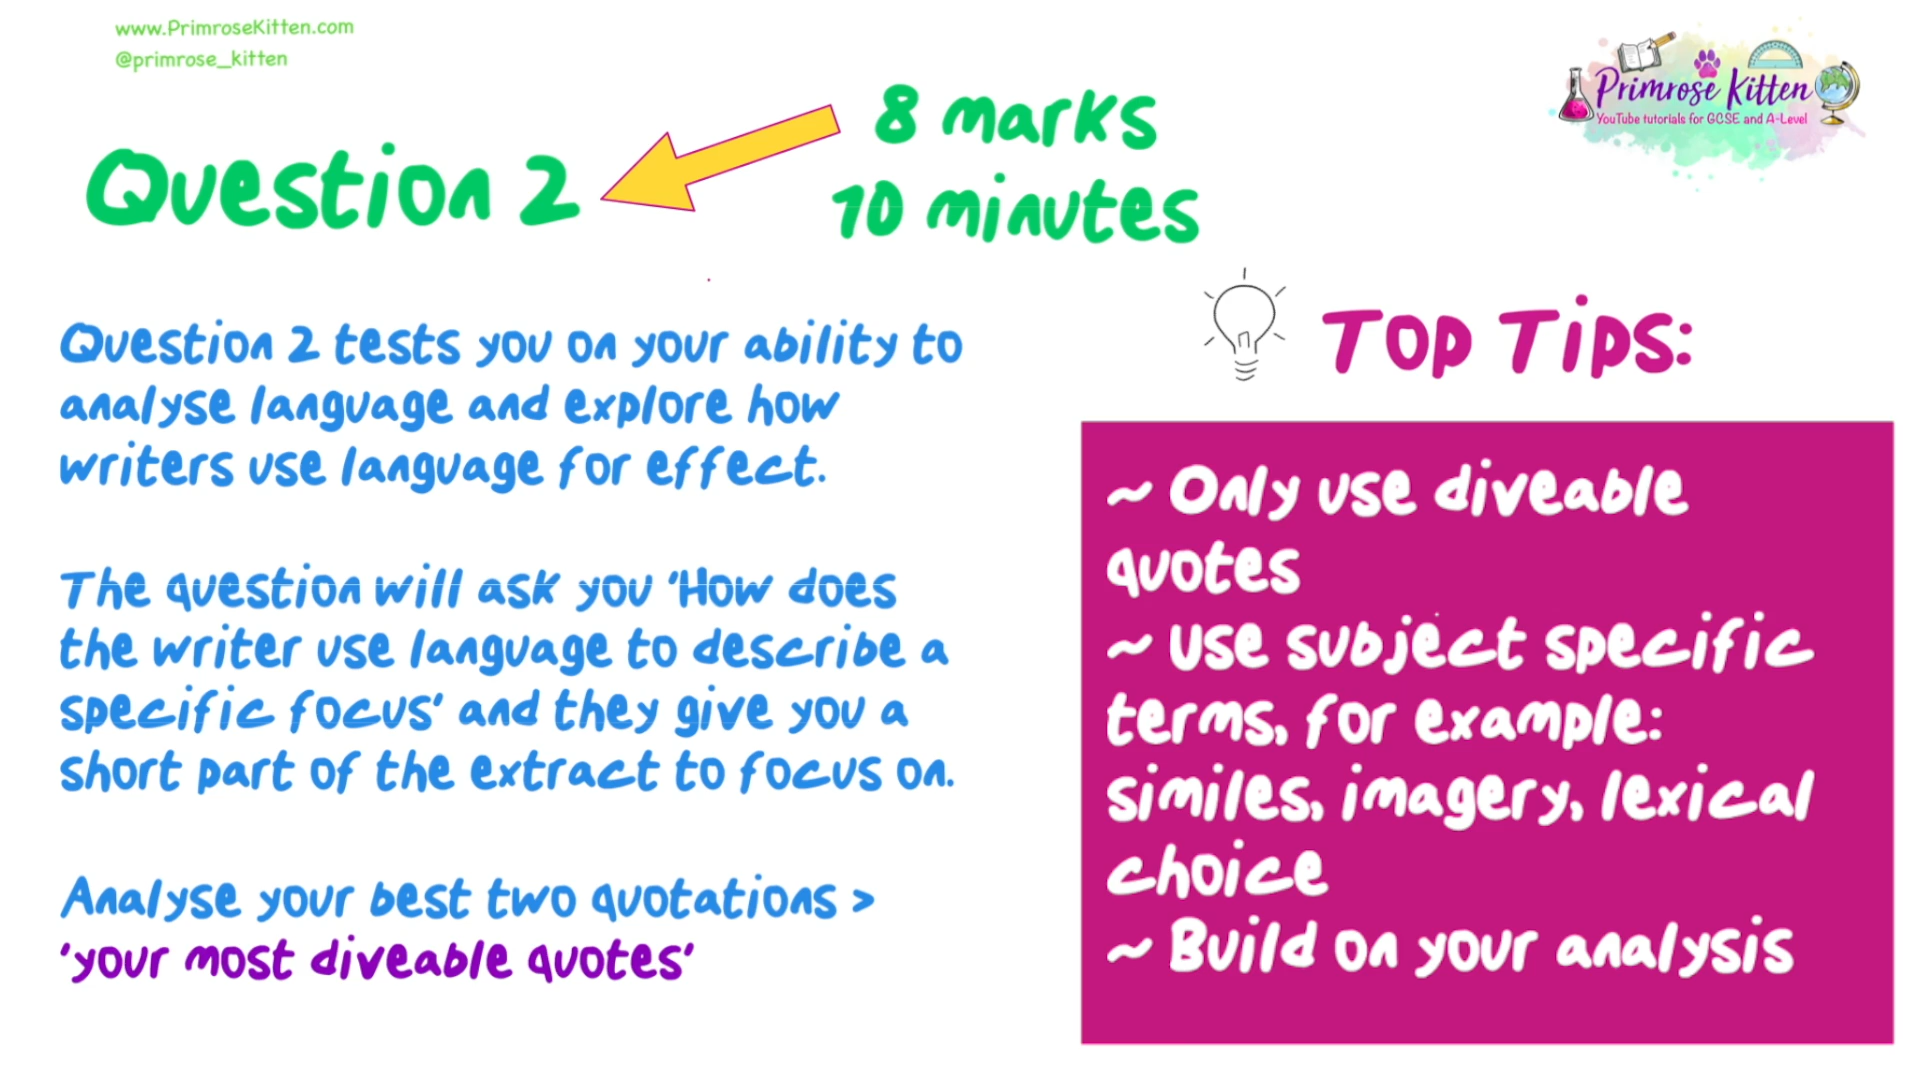 www.PrimroseKitten.com
@primrose_kitten
Primrose Kitten
YouTube tutorials for GCSE and A-Level
Question 2
8 marks
10 minutes
Question 2 tests you on your ability to
analyse language and explore how
writers use language for effect.
The question will ask you 'How does
the writer use language to describe a
specific focus' and they give you a
short part of the extract to focus on.
Analyse your best two quotations >
'your most diveable quotes'
Top Tips:
~ Only use diveable
quotes
~ Use subject specific
terms, for example:
similes, imagery, lexical
choice
~ Build on your analysis